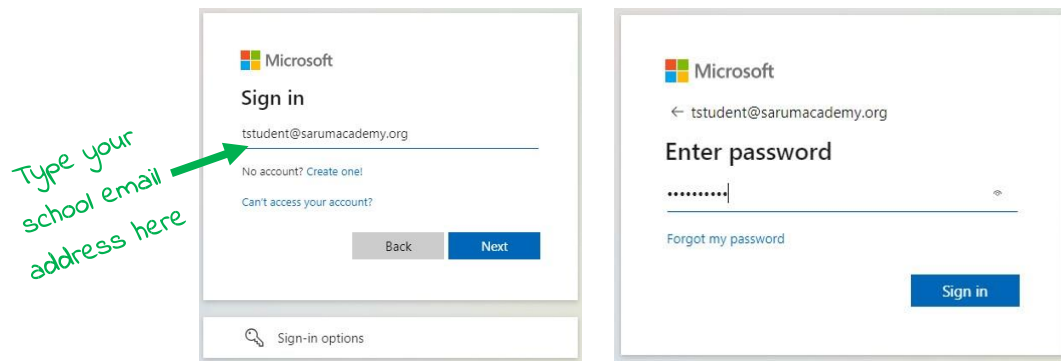 Type your
school email
address here
Microsoft
Sign in
tstudent@sarumacademy.org
No account? Create one!
Can't access your account?
Back
Next
Sign-in options
Microsoft
← tstudent@sarumacademy.org
Enter password
••••••••••
Forgot my password
Sign in